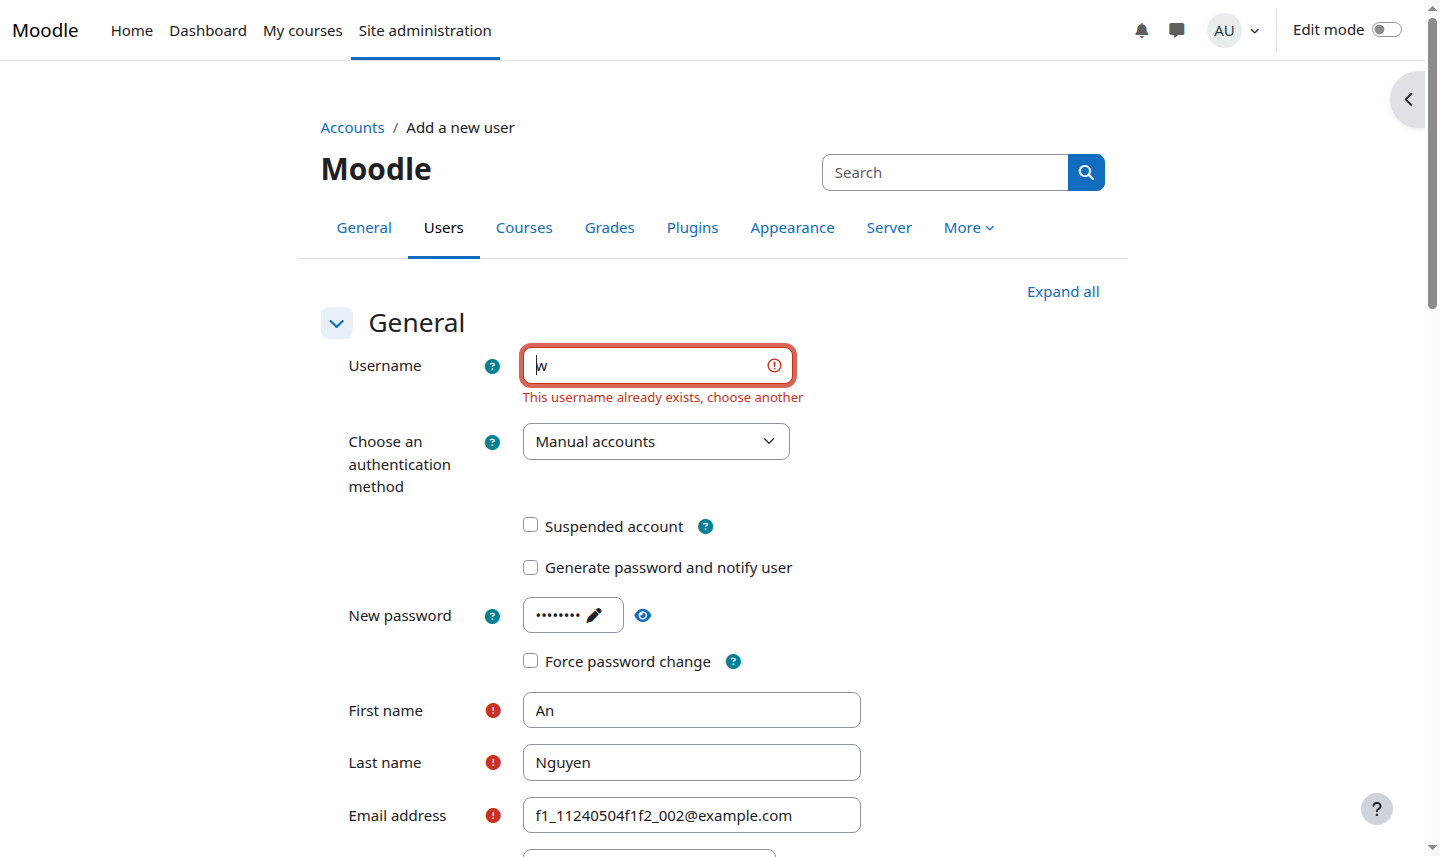 Moodle Home Dashboard My courses Site administration AU Edit mode
Accounts / Add a new user
Moodle
Search
General Users Courses Grades Plugins Appearance Server More
Expand all
General
Username
w
This username already exists, choose another
Choose an authentication method
Manual accounts
Suspended account
Generate password and notify user
New password
••••••••
Force password change
First name
An
Last name
Nguyen
Email address
f1_11240504f1f2_002@example.com